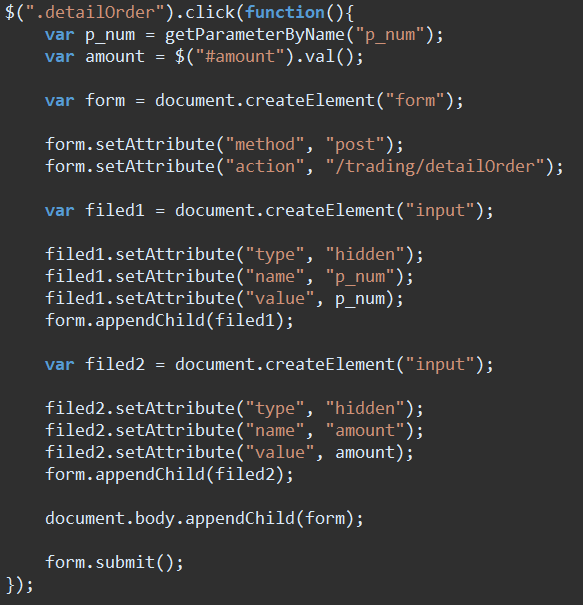 $(".detailOrder").click(function(){
var p_num = getParameterByName("p_num");
var amount = $("#amount").val();
var form = document.createElement("form");
form.setAttribute("method", "post");
form.setAttribute("action", "/trading/detailOrder");
var filed1 = document.createElement("input");
filed1.setAttribute("type", "hidden");
filed1.setAttribute("name", "p_num");
filed1.setAttribute("value", p_num);
form.appendChild(filed1);
var filed2 = document.createElement("input");
filed2.setAttribute("type", "hidden");
filed2.setAttribute("name", "amount");
filed2.setAttribute("value", amount);
form.appendChild(filed2);
document.body.appendChild(form);
form.submit();
});